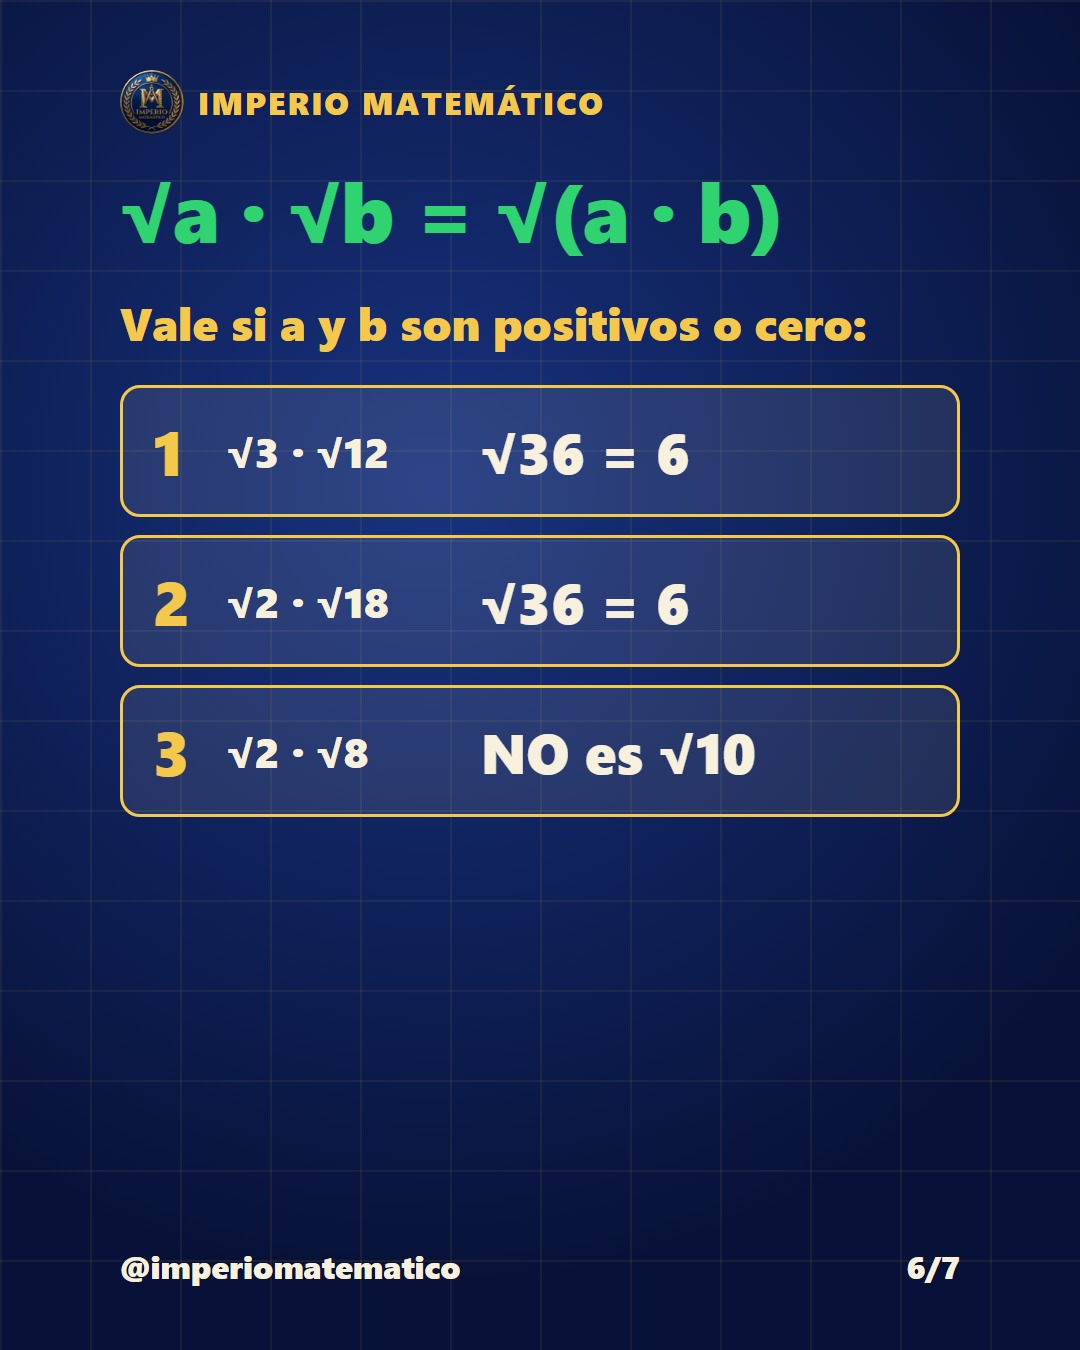 IMPERIO MATEMÁTICO
√a · √b = √(a · b)
Vale si a y b son positivos o cero:
1 √3 · √12 √36 = 6
2 √2 · √18 √36 = 6
3 √2 · √8 NO es √10
@imperiomatematico 6/7